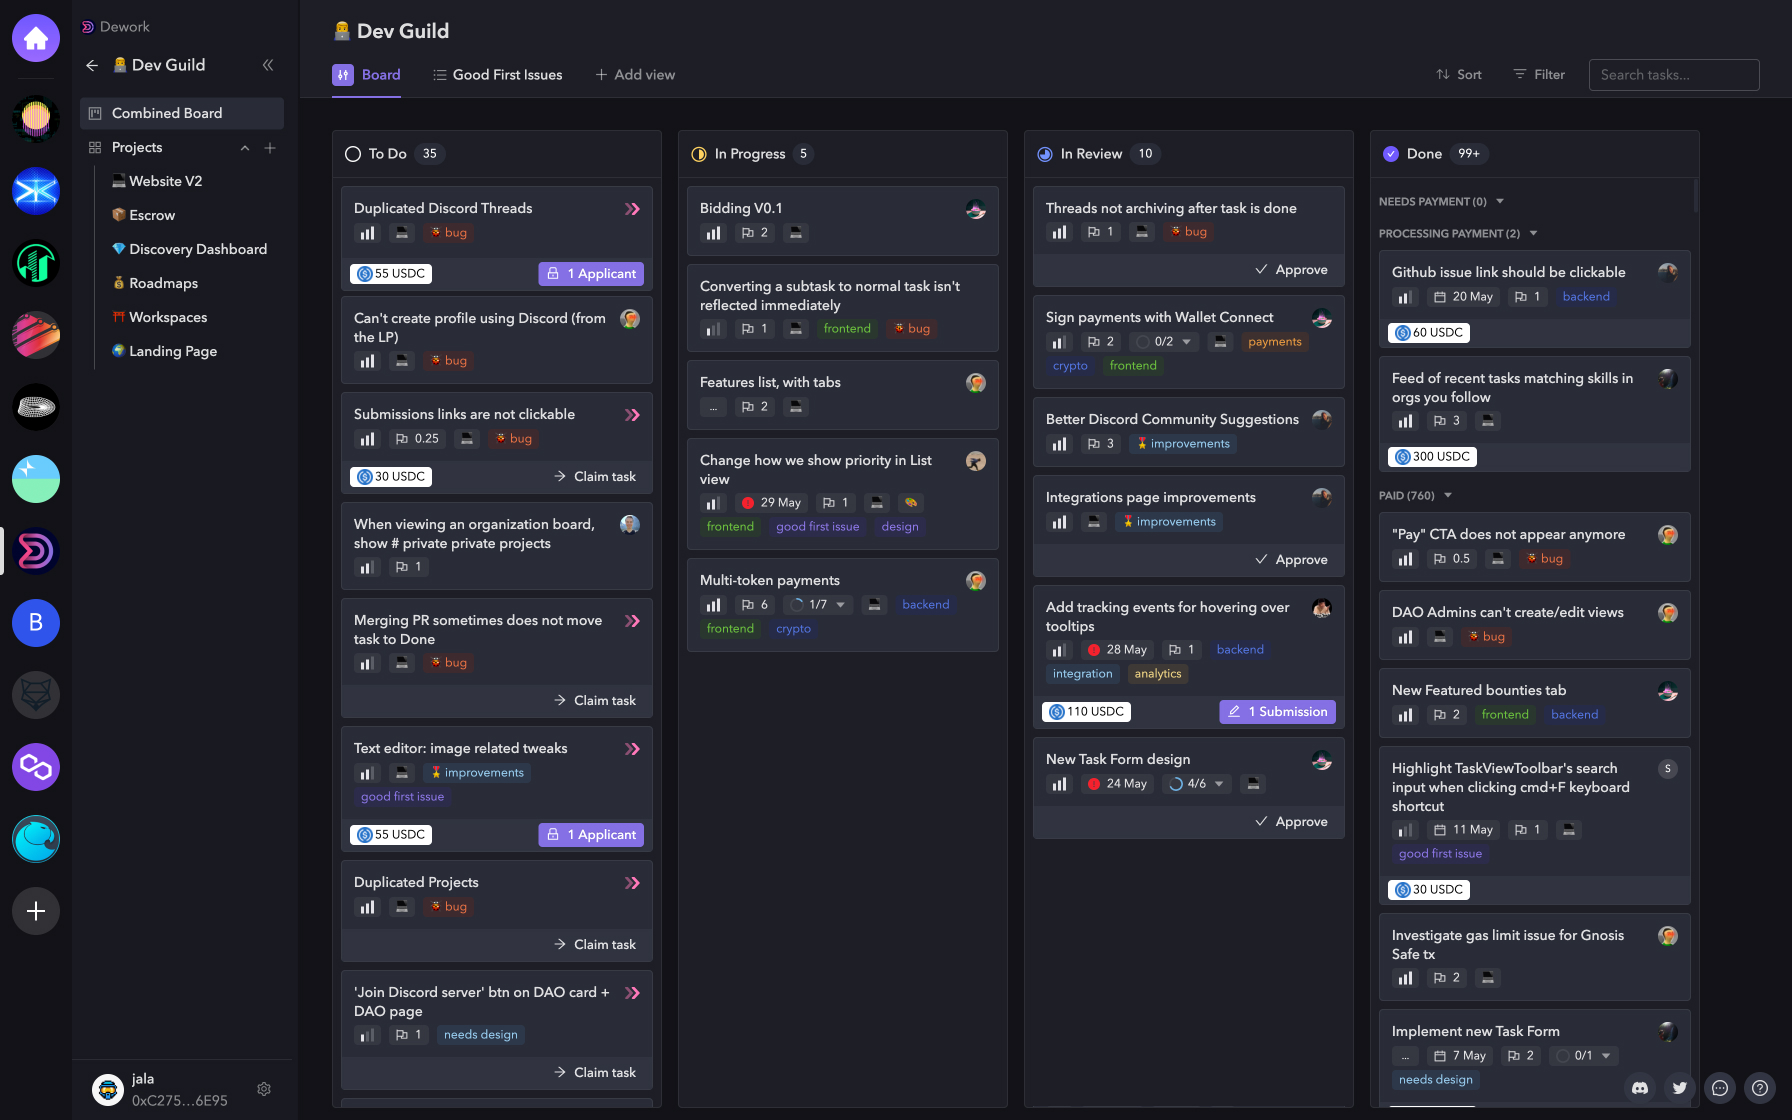 Dework
Dev Guild
Combined Board
Projects
Website V2
Escrow
Discovery Dashboard
Roadmaps
Workspaces
Landing Page
B
jala
0xC275...6E95
Dev Guild
Board
Good First Issues
Add view
Sort
Filter
Search tasks...
To Do 35
Duplicated Discord Threads
bug
55 USDC
1 Applicant
Can't create profile using Discord (from
the LP)
bug
Submissions links are not clickable
0.25 bug
30 USDC
Claim task
When viewing an organization board,
show # private private projects
1
Merging PR sometimes does not move
task to Done
bug
Claim task
Text editor: image related tweaks
improvements
good first issue
55 USDC
1 Applicant
Duplicated Projects
bug
Claim task
'Join Discord server' btn on DAO card +
DAO page
1 needs design
Claim task
In Progress 5
Bidding V0.1
2
Converting a subtask to normal task isn't
reflected immediately
1 frontend bug
Features list, with tabs
... 2
Change how we show priority in List
view
29 May 1
frontend good first issue design
Multi-token payments
6 1/7 backend
frontend crypto
In Review 10
Threads not archiving after task is done
1 bug
Approve
Sign payments with Wallet Connect
2 0/2 payments
crypto frontend
Better Discord Community Suggestions
3 improvements
Integrations page improvements
improvements
Approve
Add tracking events for hovering over
tooltips
28 May 1 backend
integration analytics
110 USDC
1 Submission
New Task Form design
24 May 4/6
Approve
Done 99+
NEEDS PAYMENT (0)
PROCESSING PAYMENT (2)
Github issue link should be clickable
20 May 1 backend
60 USDC
Feed of recent tasks matching skills in
orgs you follow
3
300 USDC
PAID (760)
"Pay" CTA does not appear anymore
0.5 bug
DAO Admins can't create/edit views
bug
New Featured bounties tab
2 frontend backend
Highlight TaskViewToolbar's search
input when clicking cmd+F keyboard
shortcut
S
11 May 1
good first issue
30 USDC
Investigate gas limit issue for Gnosis
Safe tx
2
Implement new Task Form
... 7 May 2 0/1
needs design